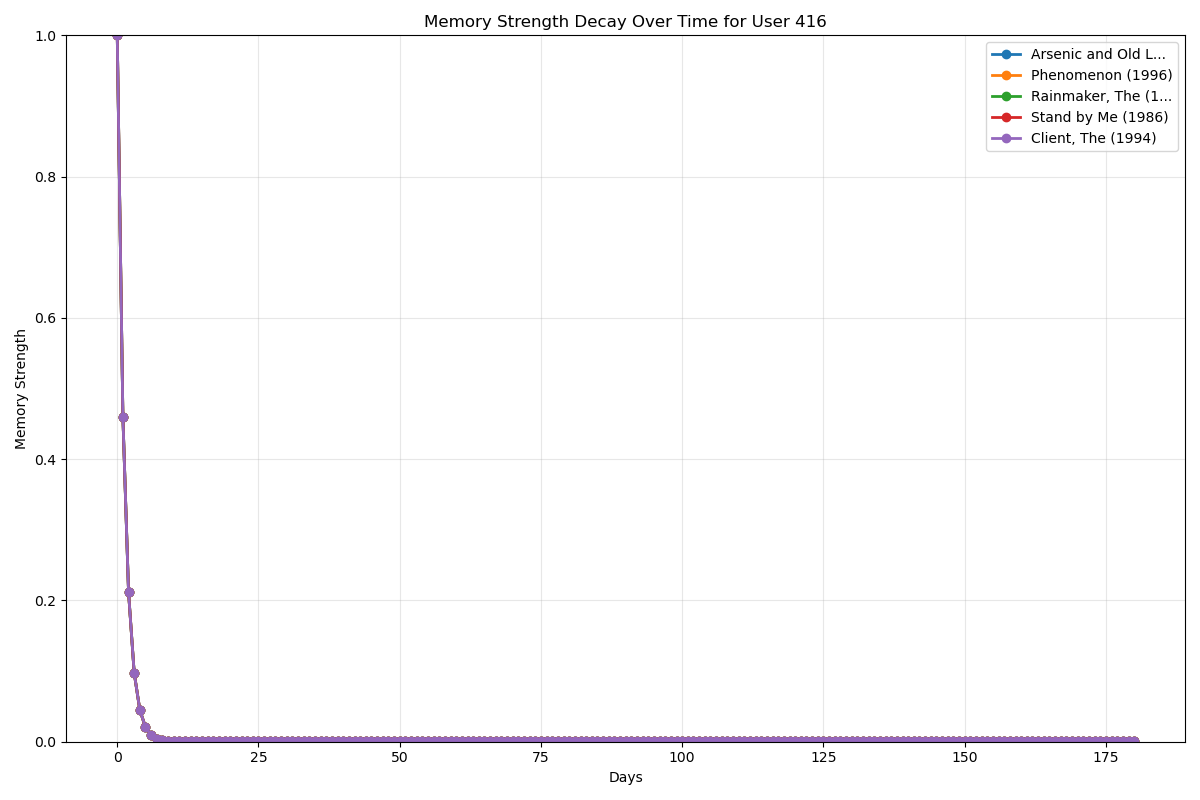 Memory Strength Decay Over Time for User 416
Arsenic and Old L...
Phenomenon (1996)
Rainmaker, The (1...
Stand by Me (1986)
Client, The (1994)
Memory Strength
1.0
0.8
0.6
0.4
0.2
0.0
0 25 50 75 100 125 150 175
Days